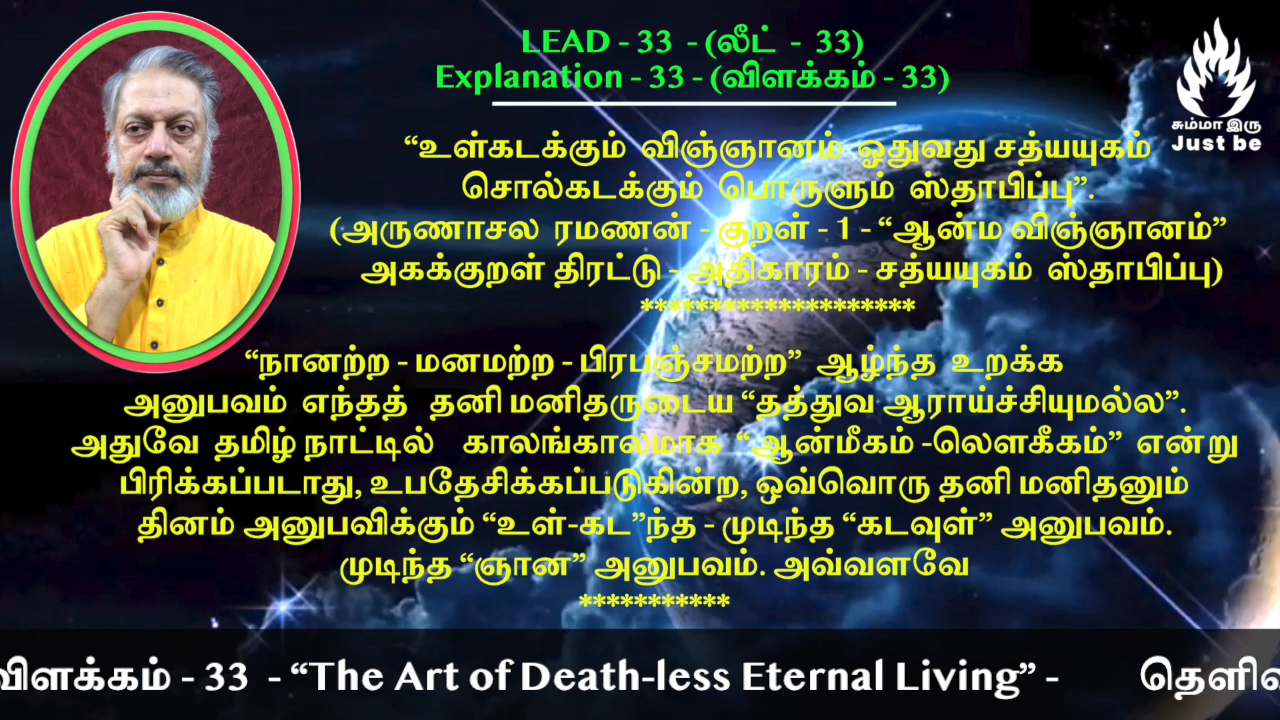 LEAD - 33 - (லீட் - 33)
Explanation - 33 - (விளக்கம் - 33)
சும்மா இரு
Just be
“உள்கடக்கும் விஞ்ஞானம் ஓதுவது சத்யயுகம்
சொல்கடக்கும் பொருளும் ஸ்தாபிப்பு”.
(அருணாசல ரமணன் - குறள் - 1 - “ஆன்ம விஞ்ஞானம்”
அகக்குறள் திரட்டு - அதிகாரம் - சத்யயுகம் ஸ்தாபிப்பு)
********************
“நானற்ற - மனமற்ற - பிரபஞ்சமற்ற” ஆழ்ந்த உறக்க
அனுபவம் எந்தத் தனி மனிதருடைய “தத்துவ ஆராய்ச்சியுமல்ல”.
அதுவே தமிழ் நாட்டில் காலங்காலமாக “ஆன்மீகம் -லௌகீகம்” என்று
பிரிக்கப்படாது, உபதேசிக்கப்படுகின்ற, ஒவ்வொரு தனி மனிதனும்
தினம் அனுபவிக்கும் “உள்-கட”ந்த - முடிந்த “கடவுள்” அனுபவம்.
முடிந்த “ஞான” அனுபவம். அவ்வளவே
***********
விளக்கம் - 33 - “The Art of Death-less Eternal Living” -